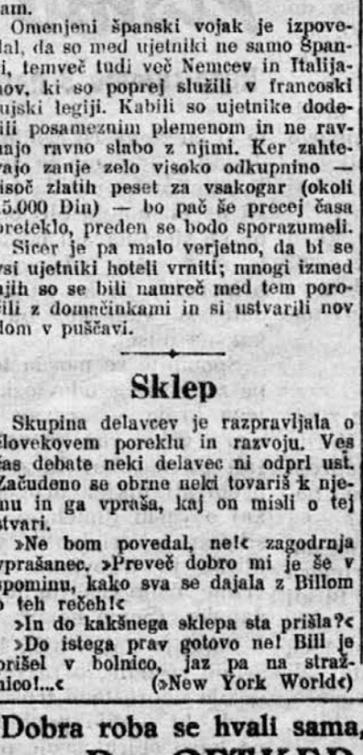 am.
Omenjeni španski vojak je izpove-
dal, da so med ujetniki ne samo Špan-
i, temveč tudi več Nemcev in Italija-
nov, ki so poprej služili v francoski
ujski legiji. Kabili so ujetnike dode-
ili posameznim plemenom in ne rav-
najo ravno slabo z njimi. Ker zahte-
vajo zanje zelo visoko odkupnino —
isoč zlatih peset za vsakogar (okoli
5.000 Din) — bo pač še precej časa
preteklo, preden se bodo sporazumeli.
Sicer je pa malo verjetno, da bi se
vsi ujetniki hoteli vrniti; mnogi izmed
njih so se bili namreč med tem poro-
čili z domačinkami in si ustvarili nov
dom v puščavi.
Sklep
Skupina delavcev je razpravljala o
človekovem poreklu in razvoju. Ves
čas debate neki delavec ni odprl ust.
Začudeno se obrne neki tovariš k nje-
mu in ga vpraša, kaj on misli o tej
stvari.
»Ne bom povedal, ne!« zagodrnja
vprašanec. »Preveč dobro mi je še v
spominu, kako sva se dajala z Billom
o teh rečeh!«
»In do kakšnega sklepa sta prišla?«
»Do istega prav gotovo ne! Bill je
prišel v bolnico, jaz pa na straž-
nico!...« (»New York World«)
Dobra roba se hvali sama